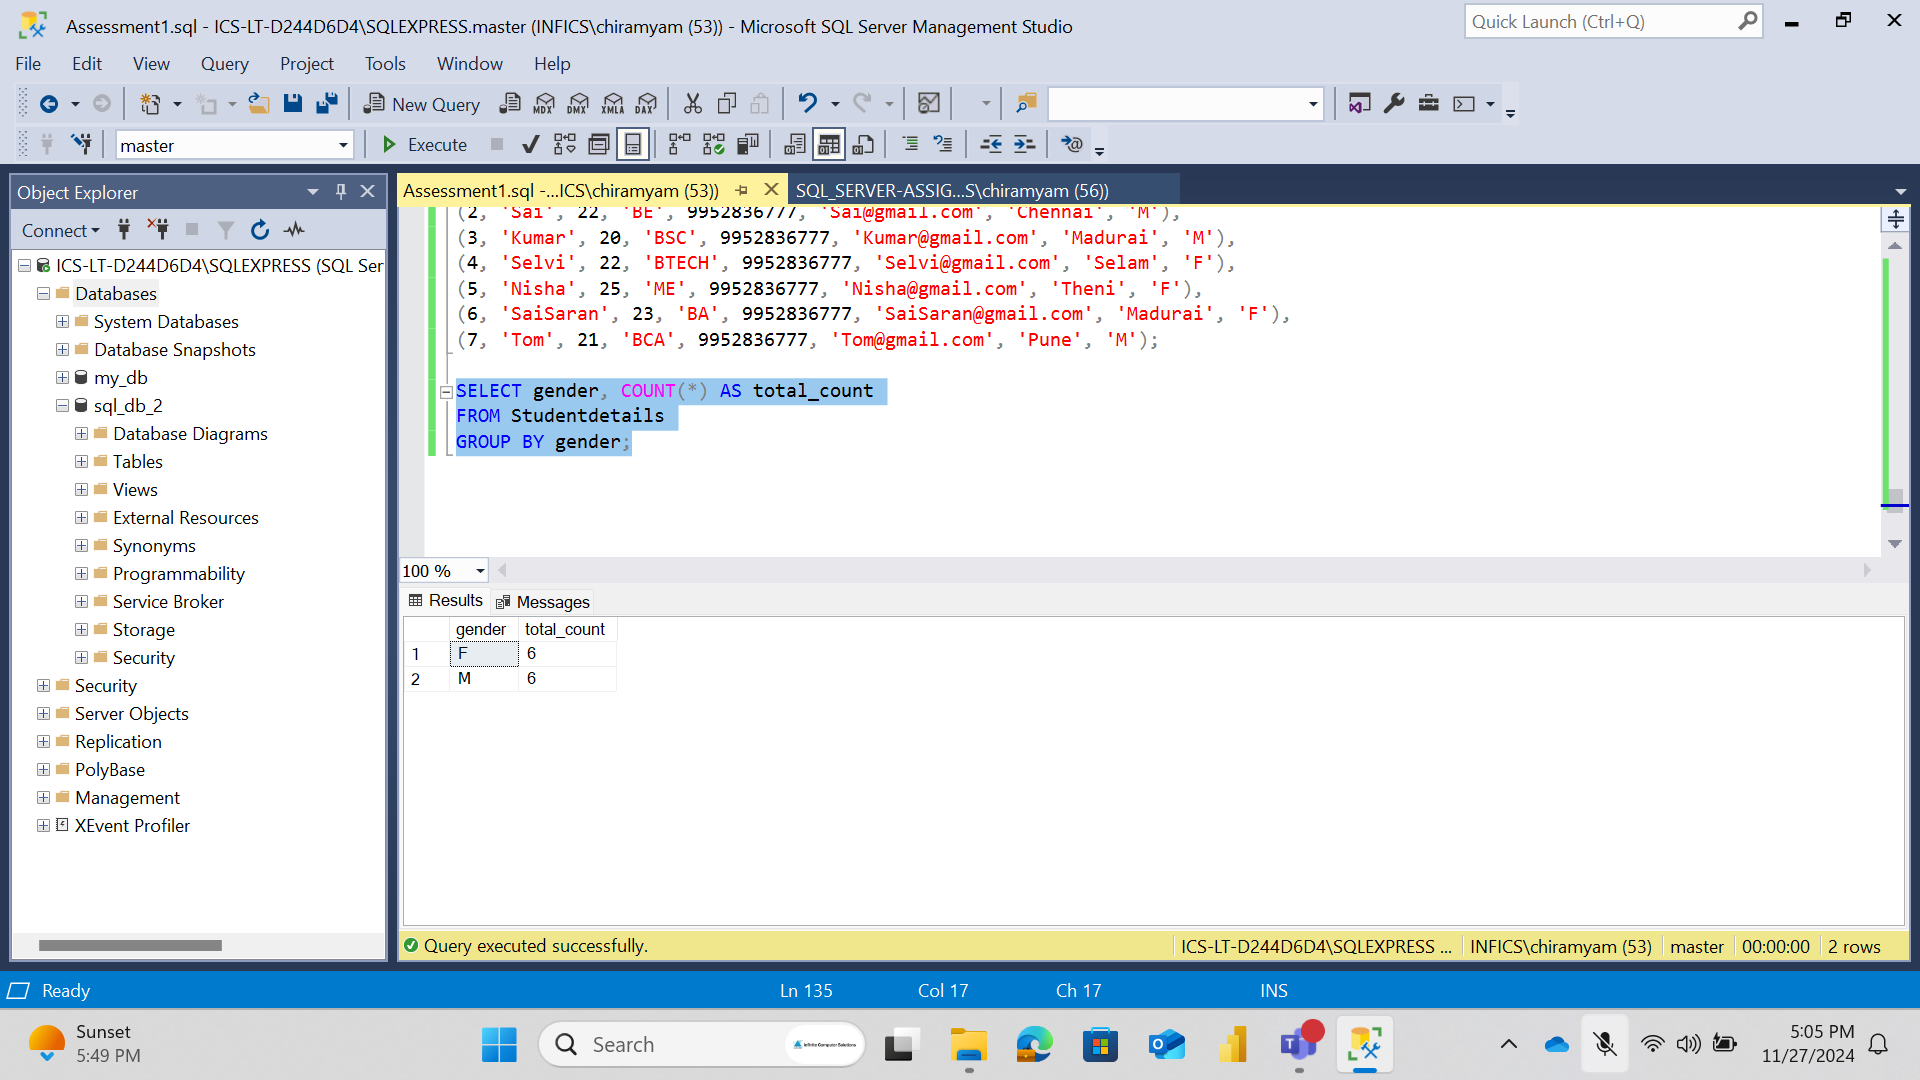 Assessment1.sql - ICS-LT-D244D6D4\SQLEXPRESS.master (INFICS\chiramyam (53)) - Microsoft SQL Server Management Studio
Quick Launch (Ctrl+Q)
File Edit View Query Project Tools Window Help
New Query MDX DMX XMLA DAX
master Execute
Object Explorer
Connect
ICS-LT-D244D6D4\SQLEXPRESS (SQL Ser
Databases
System Databases
Database Snapshots
my_db
sql_db_2
Database Diagrams
Tables
Views
External Resources
Synonyms
Programmability
Service Broker
Storage
Security
Security
Server Objects
Replication
PolyBase
Management
XEvent Profiler
Assessment1.sql -...ICS\chiramyam (53)) SQL_SERVER-ASSIG...S\chiramyam (56))
(2, 'Sai', 22, 'BE', 9952836777, 'Sai@gmail.com', 'Chennai', 'M'),
(3, 'Kumar', 20, 'BSC', 9952836777, 'Kumar@gmail.com', 'Madurai', 'M'),
(4, 'Selvi', 22, 'BTECH', 9952836777, 'Selvi@gmail.com', 'Selam', 'F'),
(5, 'Nisha', 25, 'ME', 9952836777, 'Nisha@gmail.com', 'Theni', 'F'),
(6, 'SaiSaran', 23, 'BA', 9952836777, 'SaiSaran@gmail.com', 'Madurai', 'F'),
(7, 'Tom', 21, 'BCA', 9952836777, 'Tom@gmail.com', 'Pune', 'M');
SELECT gender, COUNT(*) AS total_count
FROM Studentdetails
GROUP BY gender;
100 %
Results Messages
gender total_count
1 F 6
2 M 6
Query executed successfully. ICS-LT-D244D6D4\SQLEXPRESS ... INFICS\chiramyam (53) master 00:00:00 2 rows
Ready Ln 135 Col 17 Ch 17 INS
Sunset
5:49 PM
Search
Infinite Computer Solutions
5:05 PM
11/27/2024